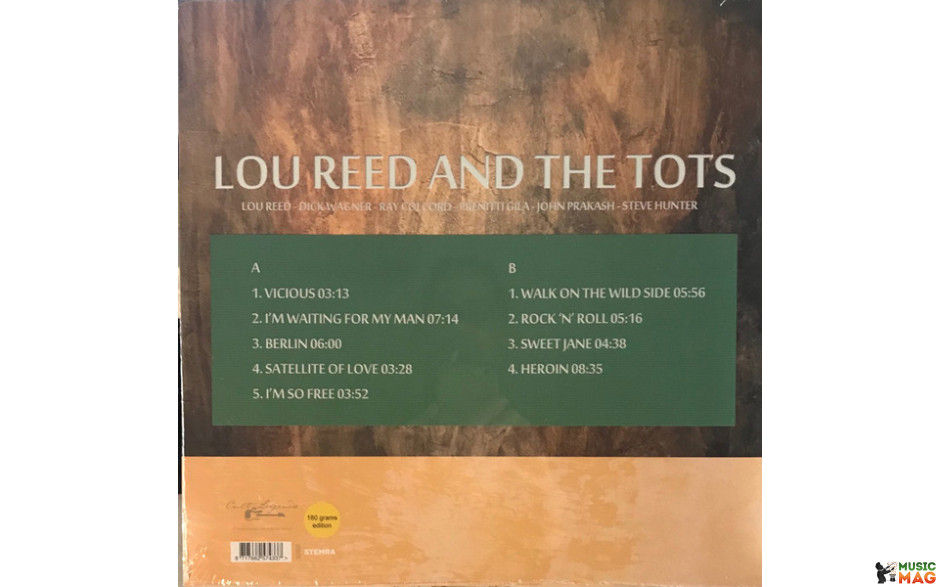 LOU REED AND THE TOTS
LOU REED - DICK WAGNER - RAY COLCORD - PRENITI GILA - JOHN PRAKASH - STEVE HUNTER
A
1. VICIOUS 03:13
2. I'M WAITING FOR MY MAN 07:14
3. BERLIN 06:00
4. SATELLITE OF LOVE 03:28
5. I'M SO FREE 03:52
B
1. WALK ON THE WILD SIDE 05:56
2. ROCK 'N' ROLL 05:16
3. SWEET JANE 04:38
4. HEROIN 08:35
180 grams
edition
STEMRA
MUSIC
MAG